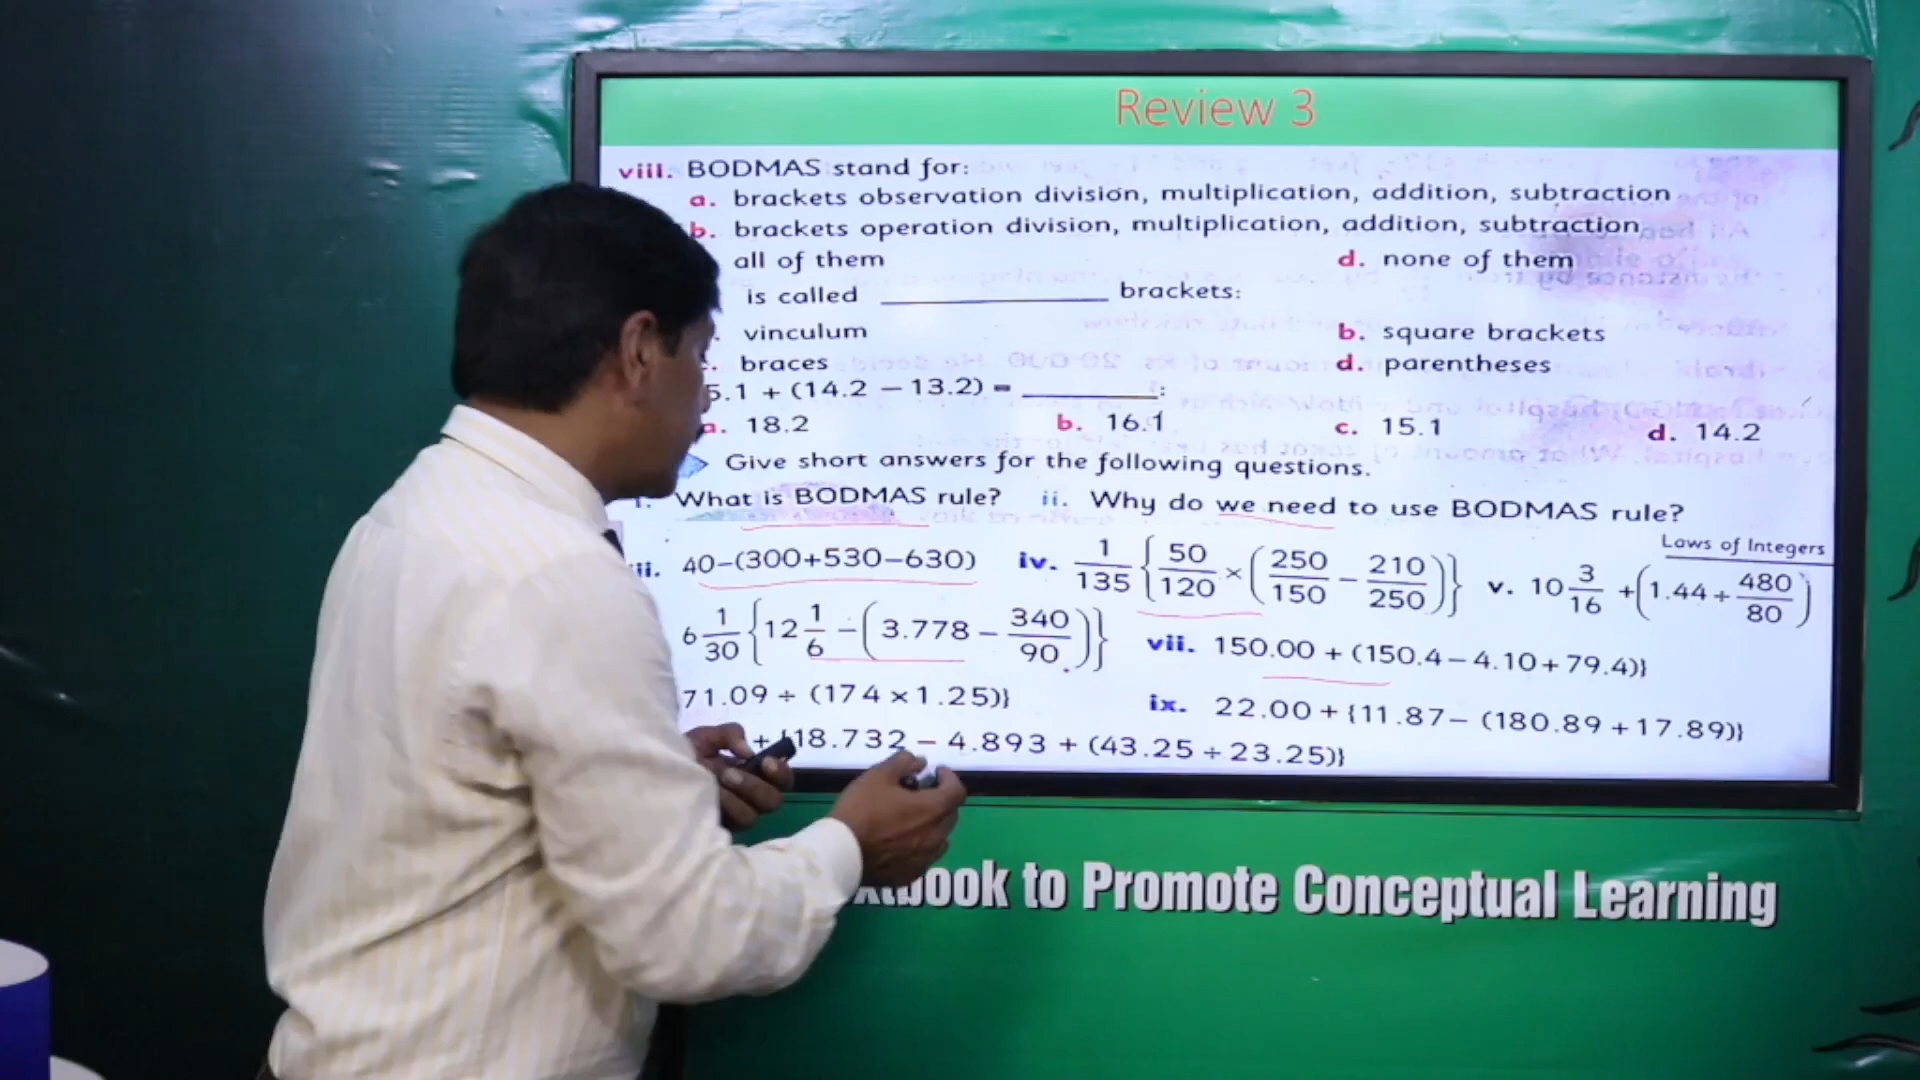 Review 3
viii. BODMAS stand for:
a. brackets observation division, multiplication, addition, subtraction
b. brackets operation division, multiplication, addition, subtraction
all of them d. none of them
is called ______________ brackets:
vinculum b. square brackets
braces d. parentheses
5.1 + (14.2 – 13.2) = __________:
a. 18.2 b. 16.1 c. 15.1 d. 14.2
Give short answers for the following questions.
i. What is BODMAS rule? ii. Why do we need to use BODMAS rule?
Laws of Integers
ii. 40–(300+530–630) iv. 1/135 {50/120 × (250/150 – 210/250)} v. 10 3/16 +(1.44÷ 480/80)
6 1/30 {12 1/6 – (3.778 – 340/90)} vii. 150.00 + (150.4–4.10+79.4)}
71.09 ÷ (174 ×1.25)} ix. 22.00 + {11.87– (180.89 +17.89)}
+ {18.732 – 4.893 + (43.25 ÷ 23.25)}
book to Promote Conceptual Learning